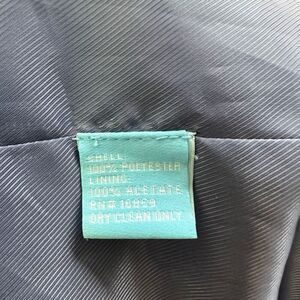 SHELL
100% POLYESTER
LINING
100% ACETATE
RN# 16859
DRY CLEAN ONLY